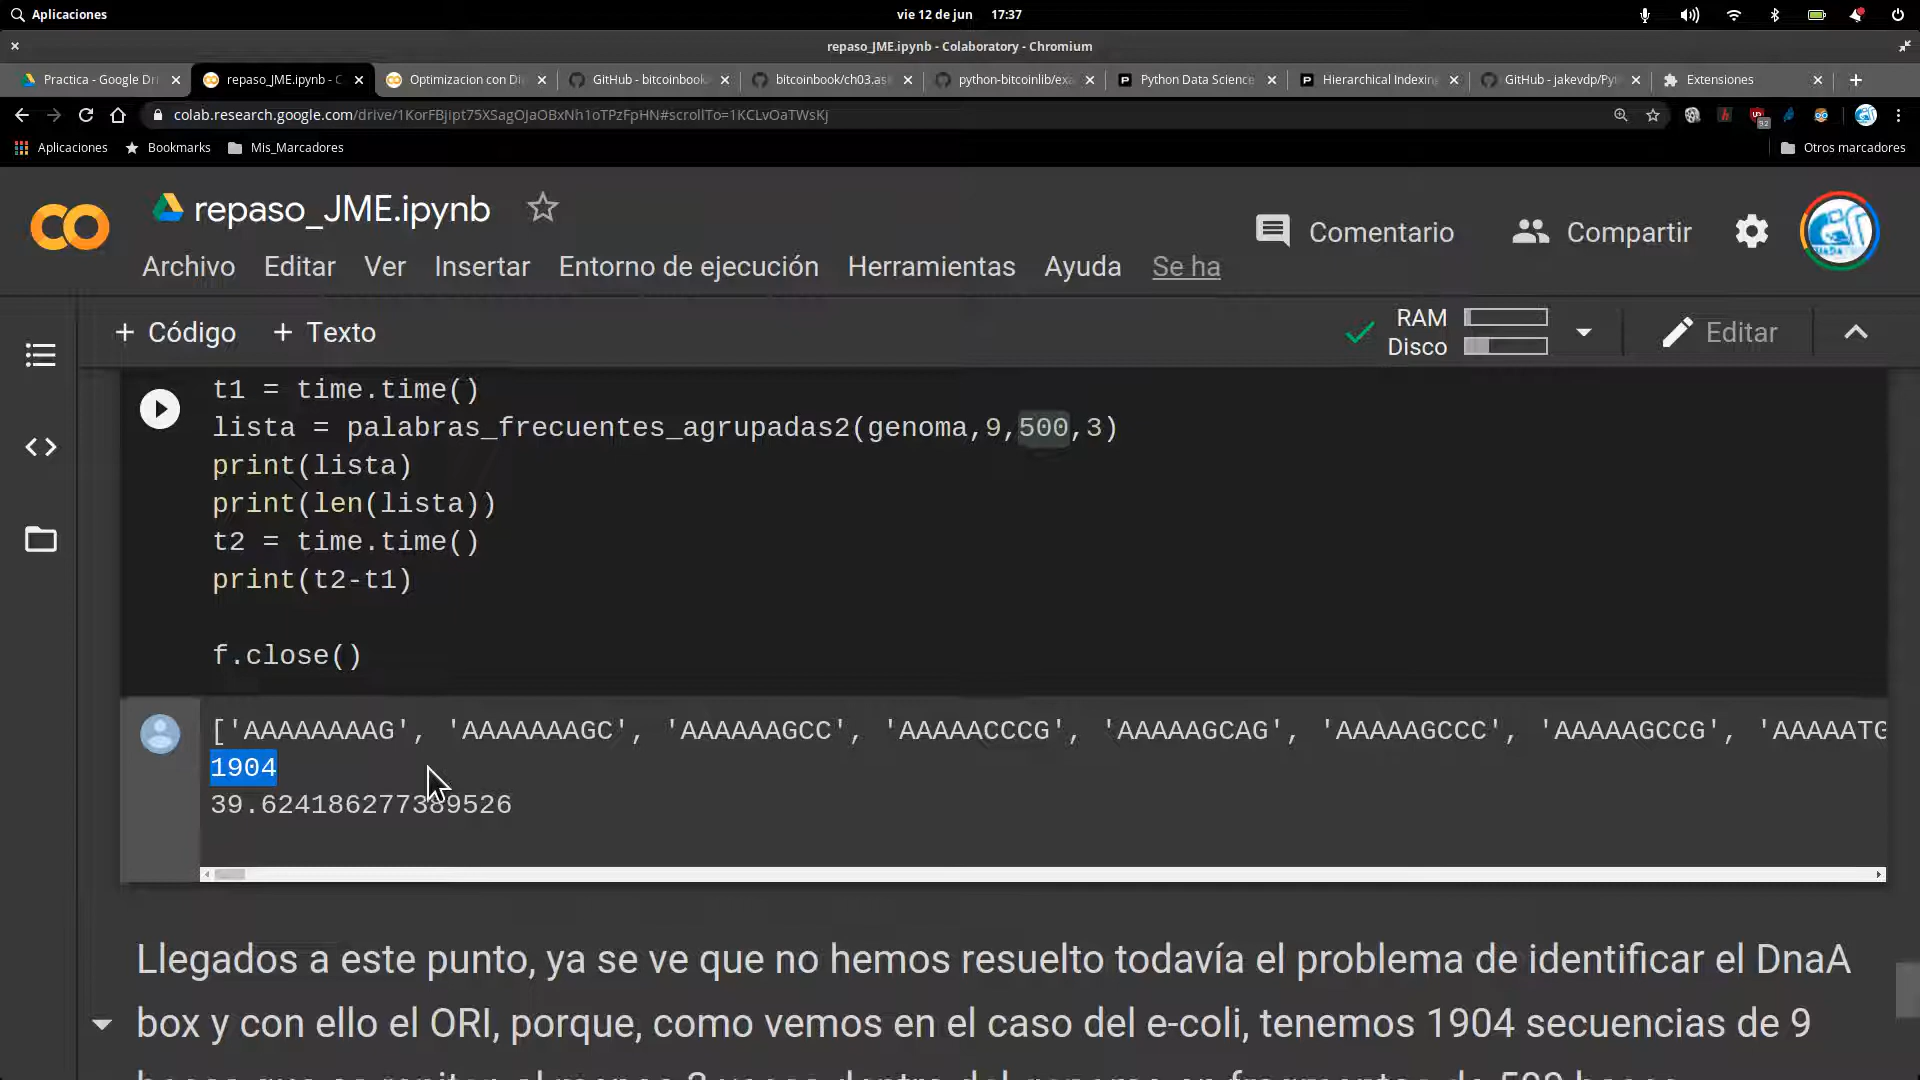 Aplicaciones
vie 12 de jun 17:37
repaso_JME.ipynb - Colaboratory - Chromium
Practica - Google Dri
repaso_JME.ipynb - C
Optimizacion con Di
GitHub - bitcoinbook
bitcoinbook/ch03.as
python-bitcoinlib/exa
Python Data Science
Hierarchical Indexing
GitHub - jakevdp/Pyt
Extensiones
colab.research.google.com/drive/1KorFBjIpt75XSagOJaOBxNh1oTPzFpHN#scrollTo=1KCLvOaTWsKj
Aplicaciones
Bookmarks
Mis_Marcadores
Otros marcadores
CO
repaso_JME.ipynb
Comentario
Compartir
Archivo Editar Ver Insertar Entorno de ejecución Herramientas Ayuda Se ha
+ Código + Texto
RAM
Disco
Editar
t1 = time.time()
lista = palabras_frecuentes_agrupadas2(genoma,9,500,3)
print(lista)
print(len(lista))
t2 = time.time()
print(t2-t1)
f.close()
['AAAAAAAAG', 'AAAAAAAGC', 'AAAAAAGCC', 'AAAAACCCG', 'AAAAAGCAG', 'AAAAAGCCC', 'AAAAAGCCG', 'AAAAATG
1904
39.624186277389526
Llegados a este punto, ya se ve que no hemos resuelto todavía el problema de identificar el DnaA
box y con ello el ORI, porque, como vemos en el caso del e-coli, tenemos 1904 secuencias de 9